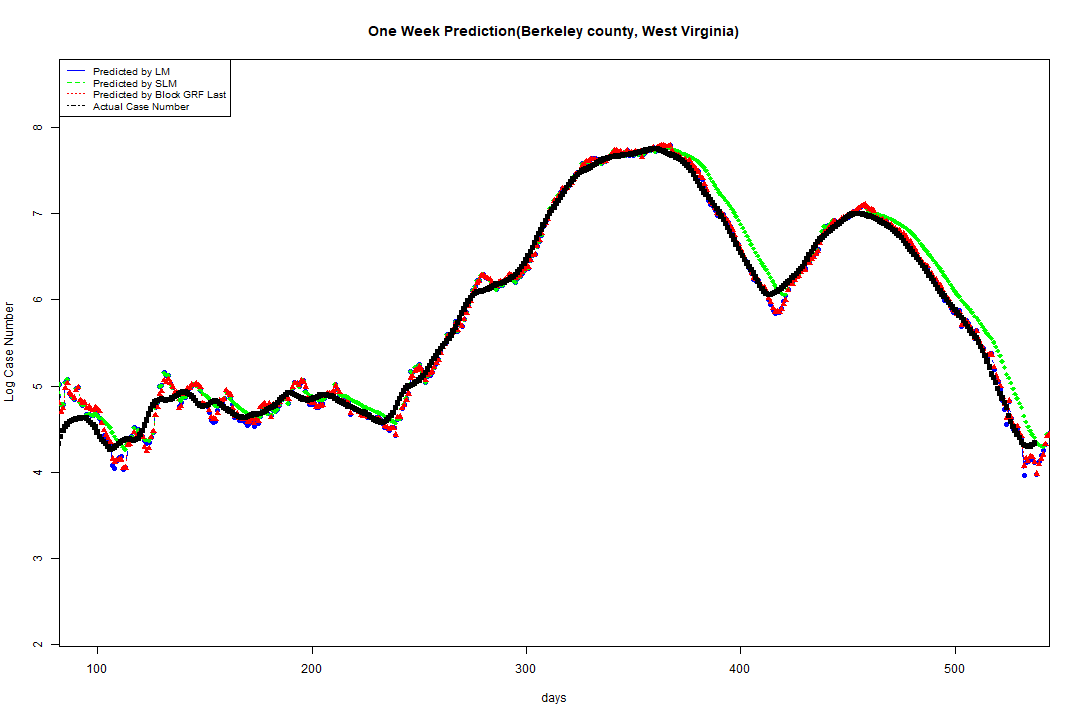 One Week Prediction(Berkeley county, West Virginia)
Predicted by LM
Predicted by SLM
Predicted by Block GRF Last
Actual Case Number
Log Case Number
8
7
6
5
4
3
2
100 200 300 400 500
days